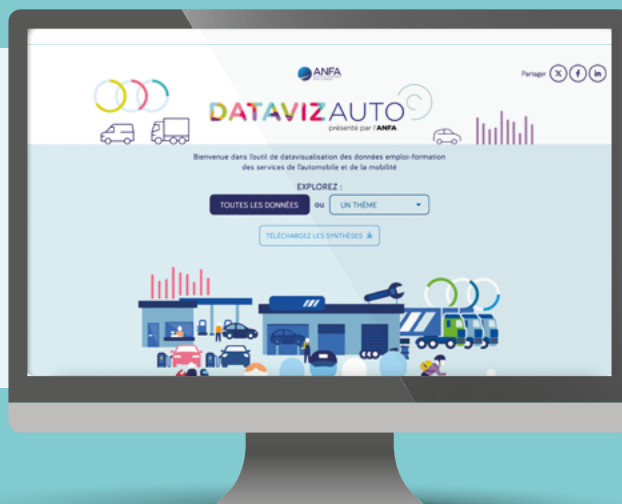 ANFA
Partager
DATAVIZAUTO
présenté par l'ANFA
Bienvenue dans l'outil de datavisualisation des données emploi-formation
des services de l'automobile et de la mobilité
EXPLOREZ :
TOUTES LES DONNÉES ou UN THÈME
TÉLÉCHARGEZ LES SYNTHÈSES